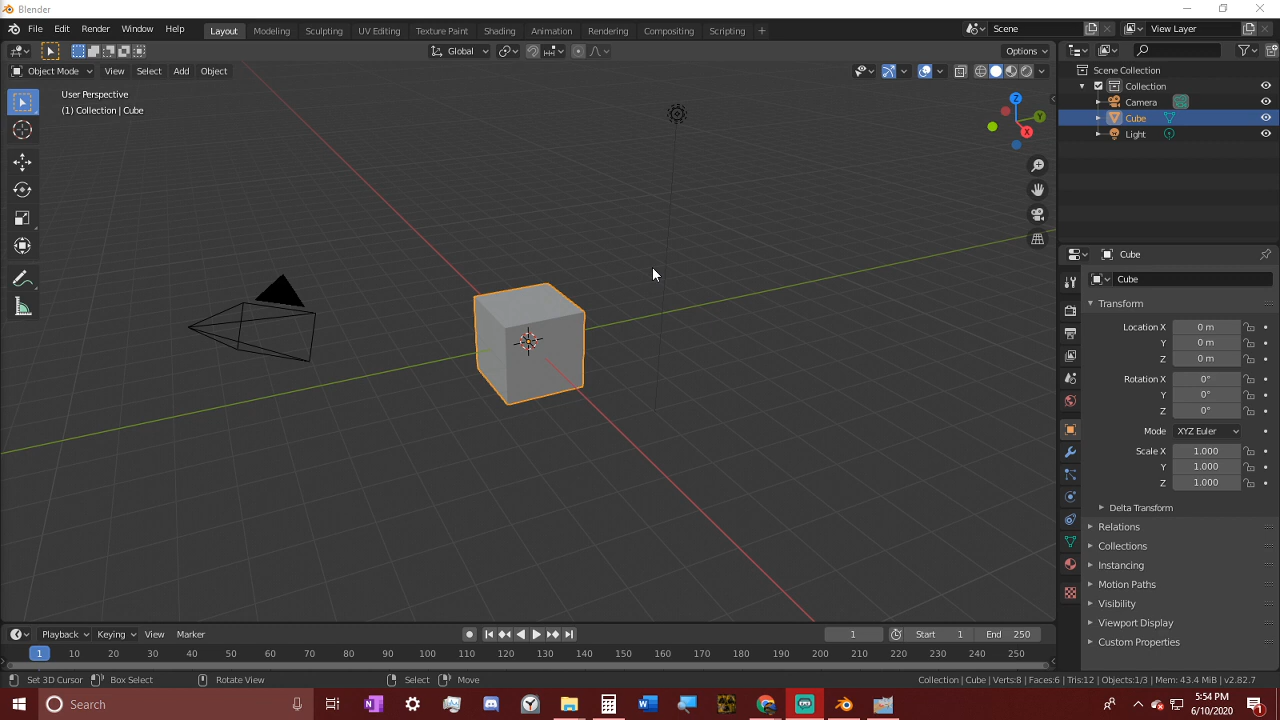 Blender
File Edit Render Window Help Layout Modeling Sculpting UV Editing Texture Paint Shading Animation Rendering Compositing Scripting + Scene View Layer
Global Options
Object Mode View Select Add Object
User Perspective
(1) Collection | Cube
Z
Y
X
Scene Collection
Collection
Camera
Cube
Light
Cube
Cube
Transform
Location X 0 m
Y 0 m
Z 0 m
Rotation X 0°
Y 0°
Z 0°
Mode XYZ Euler
Scale X 1.000
Y 1.000
Z 1.000
Delta Transform
Relations
Collections
Instancing
Motion Paths
Visibility
Viewport Display
Custom Properties
Playback Keying View Marker 1 Start 1 End 250
1 10 20 30 40 50 60 70 80 90 100 110 120 130 140 150 160 170 180 190 200 210 220 230 240 250
Set 3D Cursor Box Select Rotate View Select Move Collection | Cube | Verts:8 | Faces:6 | Tris:12 | Objects:1/3 | Mem: 43.4 MiB | v2.82.7
Search
5:54 PM
6/10/2020
1